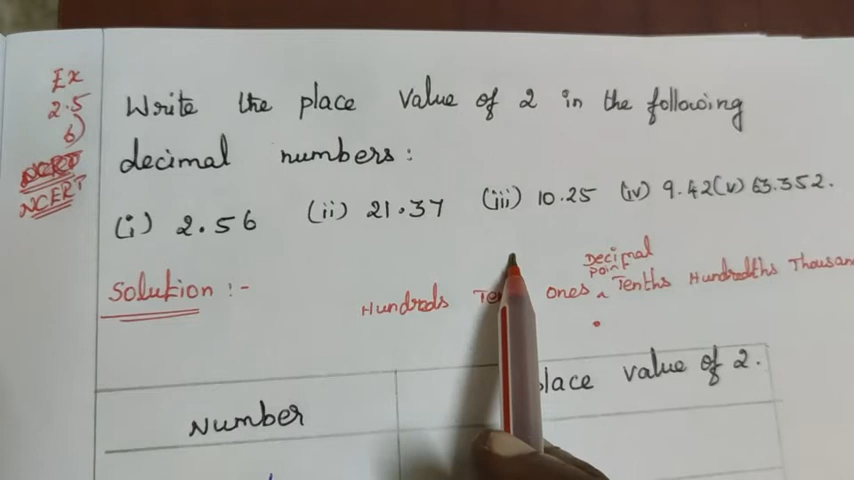 Ex
2.5
6)
NCERT
Write the place value of 2 in the following
decimal numbers:
(i) 2.56 (ii) 21.37 (iii) 10.25 (iv) 9.42 (v) 63.352.
Solution :-
Decimal
point
Hundreds Ones Tenths Hundredths
Number place value of 2.